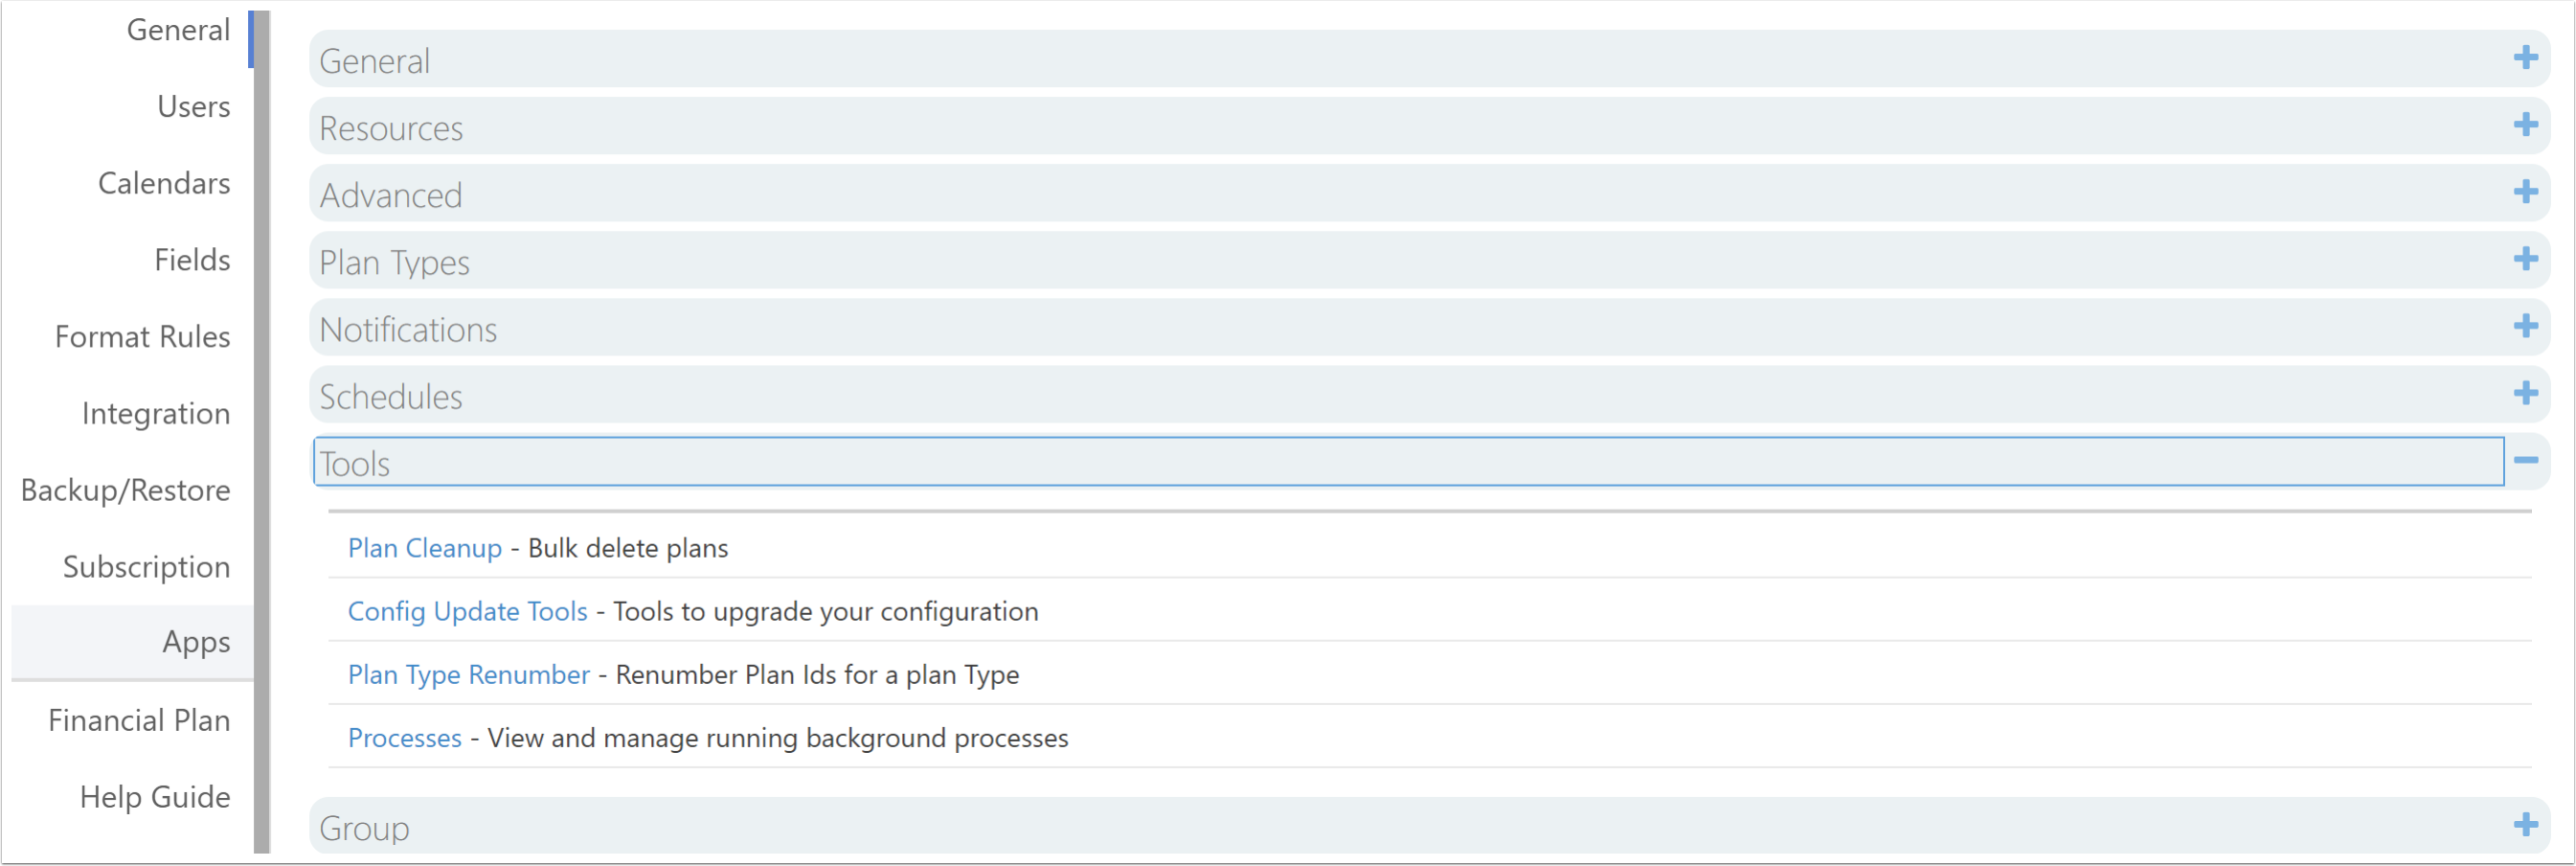 General
Users
Calendars
Fields
Format Rules
Integration
Backup/Restore
Subscription
Apps
Financial Plan
Help Guide
General
Resources
Advanced
Plan Types
Notifications
Schedules
Tools
Plan Cleanup - Bulk delete plans
Config Update Tools - Tools to upgrade your configuration
Plan Type Renumber - Renumber Plan Ids for a plan Type
Processes - View and manage running background processes
Group